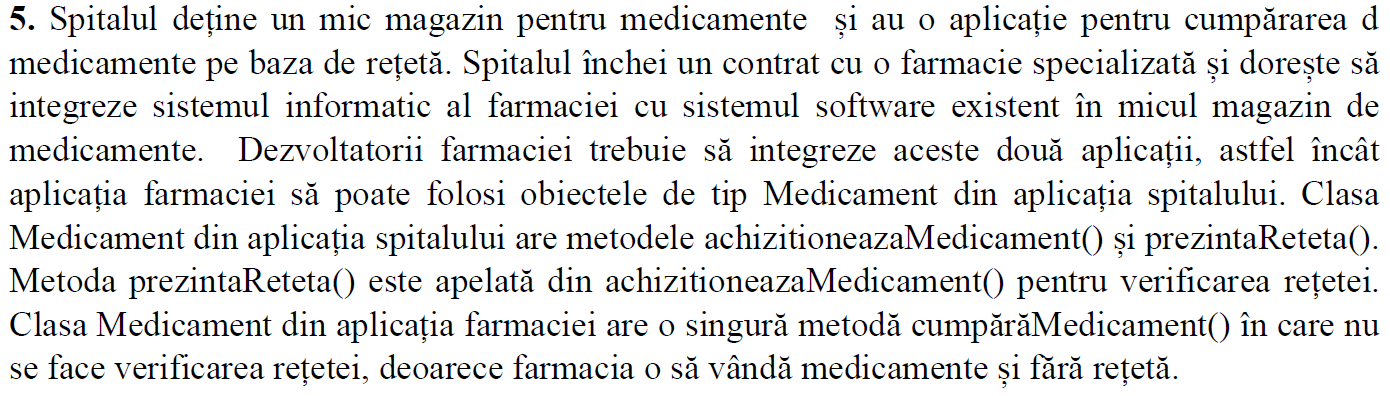 5. Spitalul deține un mic magazin pentru medicamente și au o aplicație pentru cumpărarea d
medicamente pe baza de rețetă. Spitalul închei un contract cu o farmacie specializată și dorește să
integreze sistemul informatic al farmaciei cu sistemul software existent în micul magazin de
medicamente. Dezvoltatorii farmaciei trebuie să integreze aceste două aplicații, astfel încât
aplicația farmaciei să poate folosi obiectele de tip Medicament din aplicația spitalului. Clasa
Medicament din aplicația spitalului are metodele achizitioneazaMedicament() și prezintaReteta().
Metoda prezintaReteta() este apelată din achizitioneazaMedicament() pentru verificarea rețetei.
Clasa Medicament din aplicația farmaciei are o singură metodă cumpărăMedicament() în care nu
se face verificarea rețetei, deoarece farmacia o să vândă medicamente și fără rețetă.